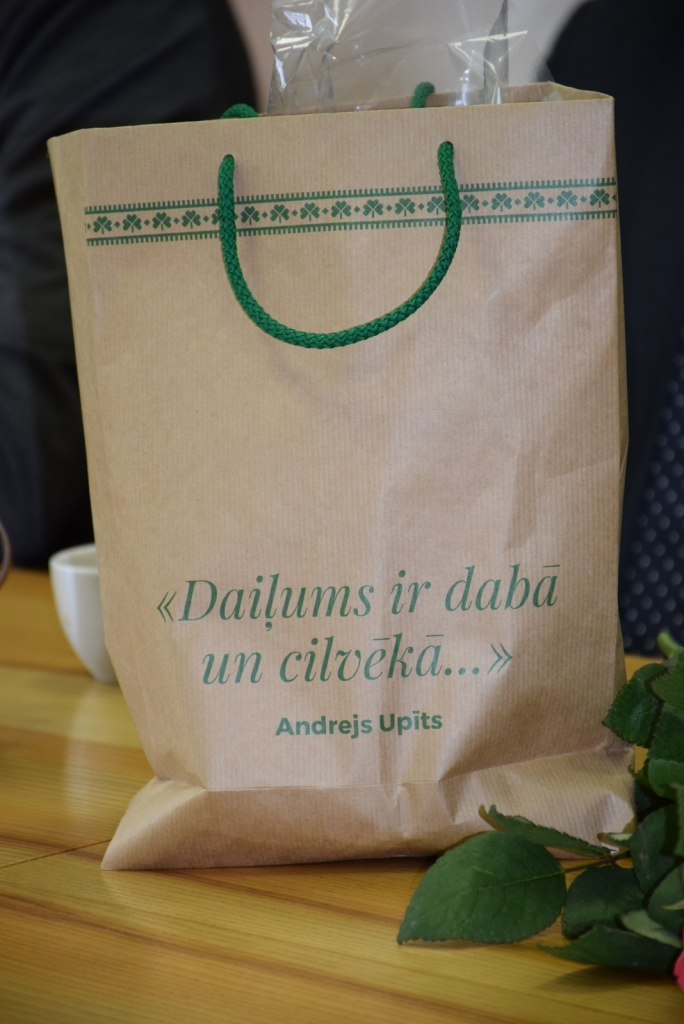 «Daiļums ir dabā
un cilvēkā...»
Andrejs Upīts